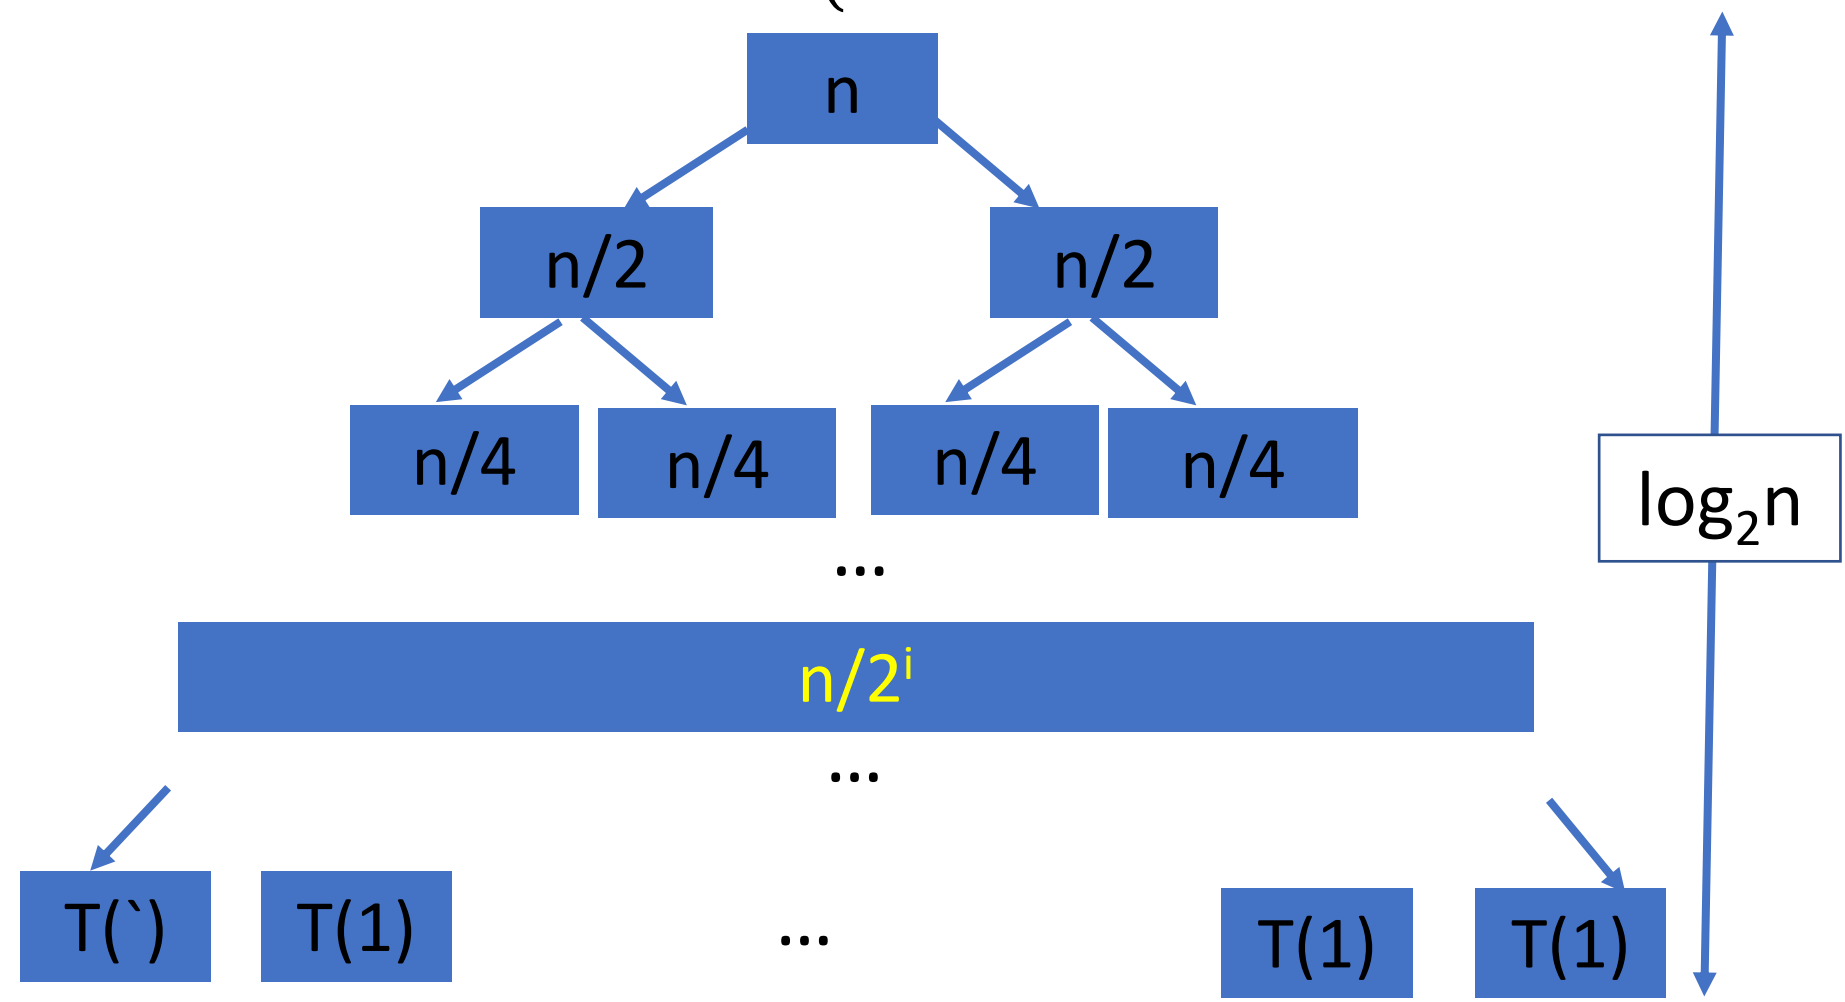 (
n
n/2 n/2
n/4 n/4 n/4 n/4
log₂n
...
n/2ⁱ
...
T(`) T(1) ... T(1) T(1)